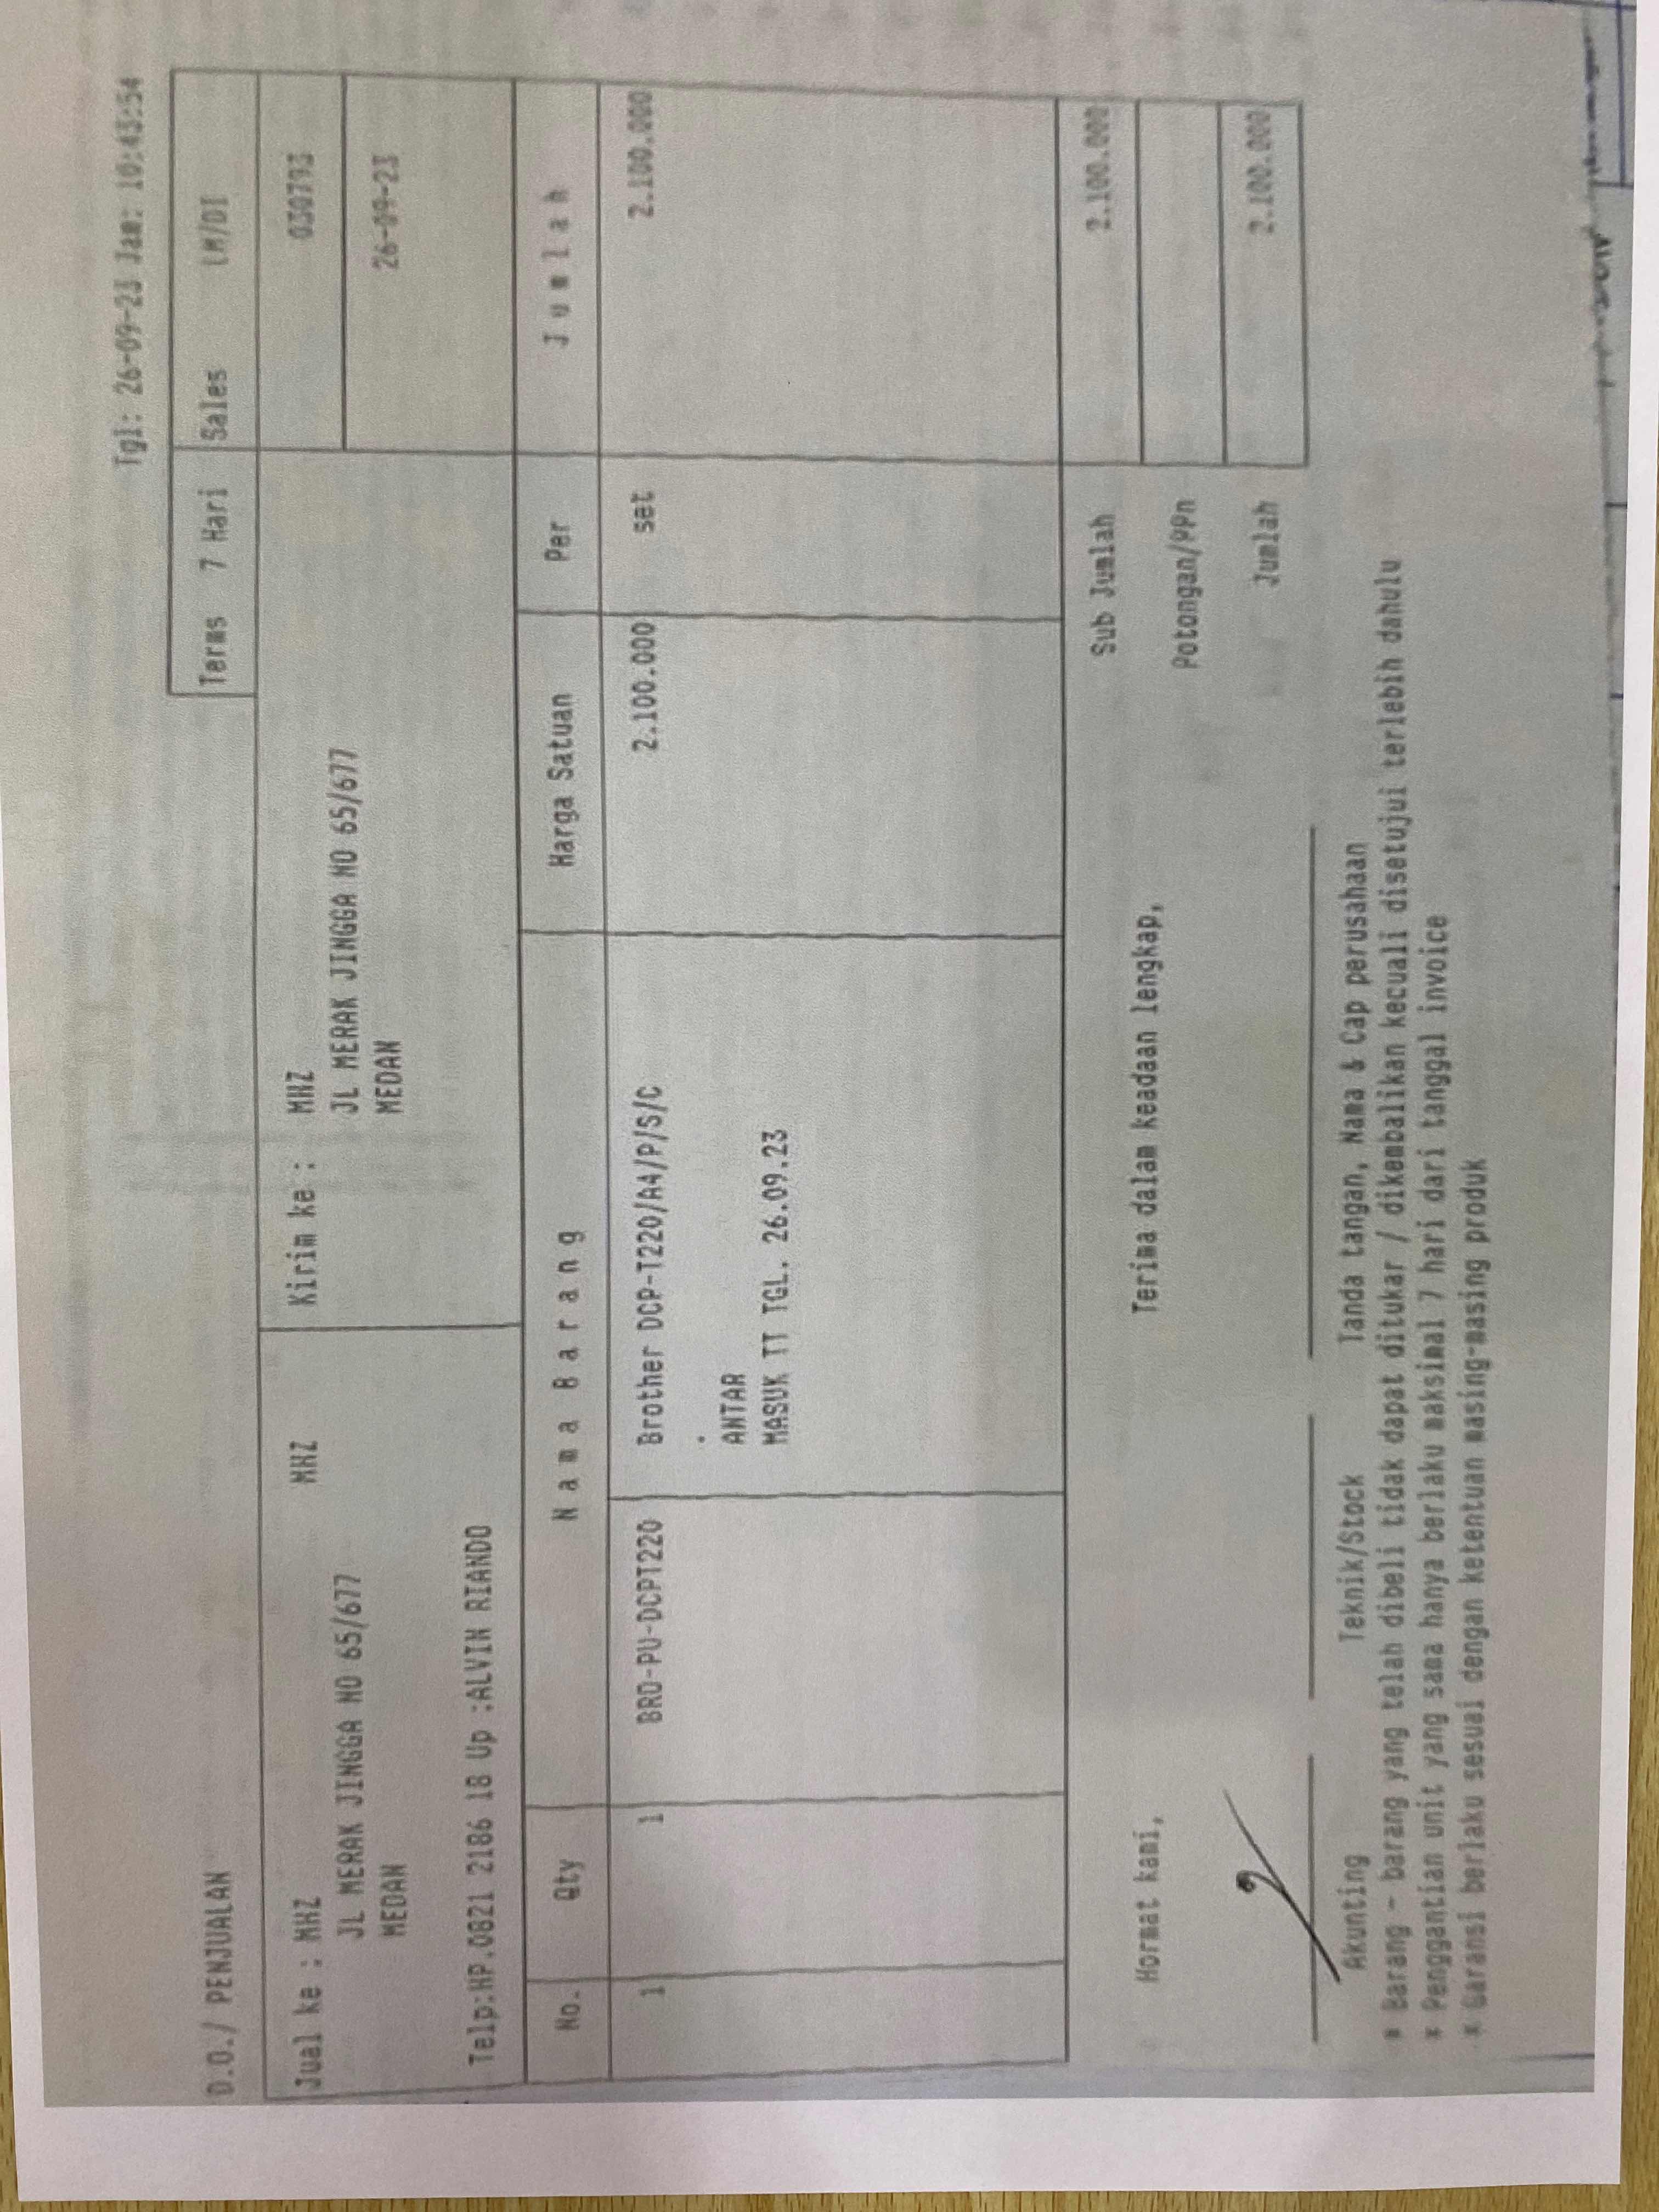 Tgl: 26-09-23 Jam: 10:43:54
D.O./ PENJUALAN
Terms 7 Hari Sales LM/DI
Jual ke : MHZ MHZ Kirim ke : MHZ 030793
JL MERAK JINGGA NO 65/677 JL MERAK JINGGA NO 65/677
MEDAN MEDAN 26-09-23
Telp:HP.0821 2186 18 Up :ALVIN RIANDO
No. Qty Nama Barang Harga Satuan Per Jumlah
1 1 BRO-PU-DCPT220 Brother DCP-T220/A4/P/S/C 2.100.000 set 2.100.000
.
ANTAR
MASUK TT TGL. 26.09.23
Sub Jumlah 2.100.000
Hormat kami, Terima dalam keadaan lengkap,
Potongan/PPn
Jumlah 2.100.000
Akunting Teknik/Stock Tanda tangan, Nama & Cap perusahaan
* Barang - barang yang telah dibeli tidak dapat ditukar / dikembalikan kecuali disetujui terlebih dahulu
* Penggantian unit yang sama hanya berlaku maksimal 7 hari dari tanggal invoice
* Garansi berlaku sesuai dengan ketentuan masing-masing produk